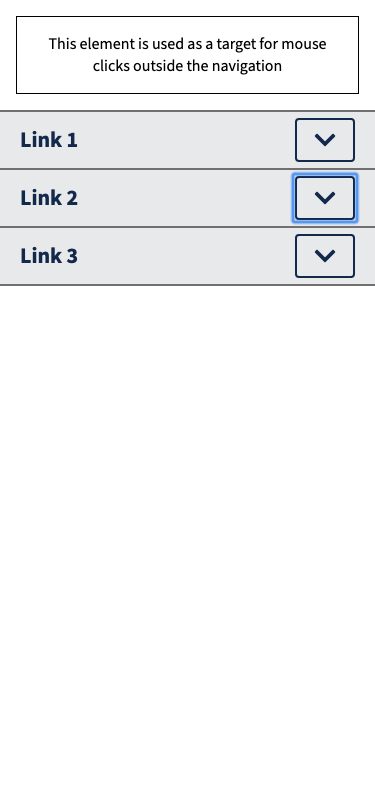 This element is used as a target for mouse
clicks outside the navigation
Link 1
Link 2
Link 3